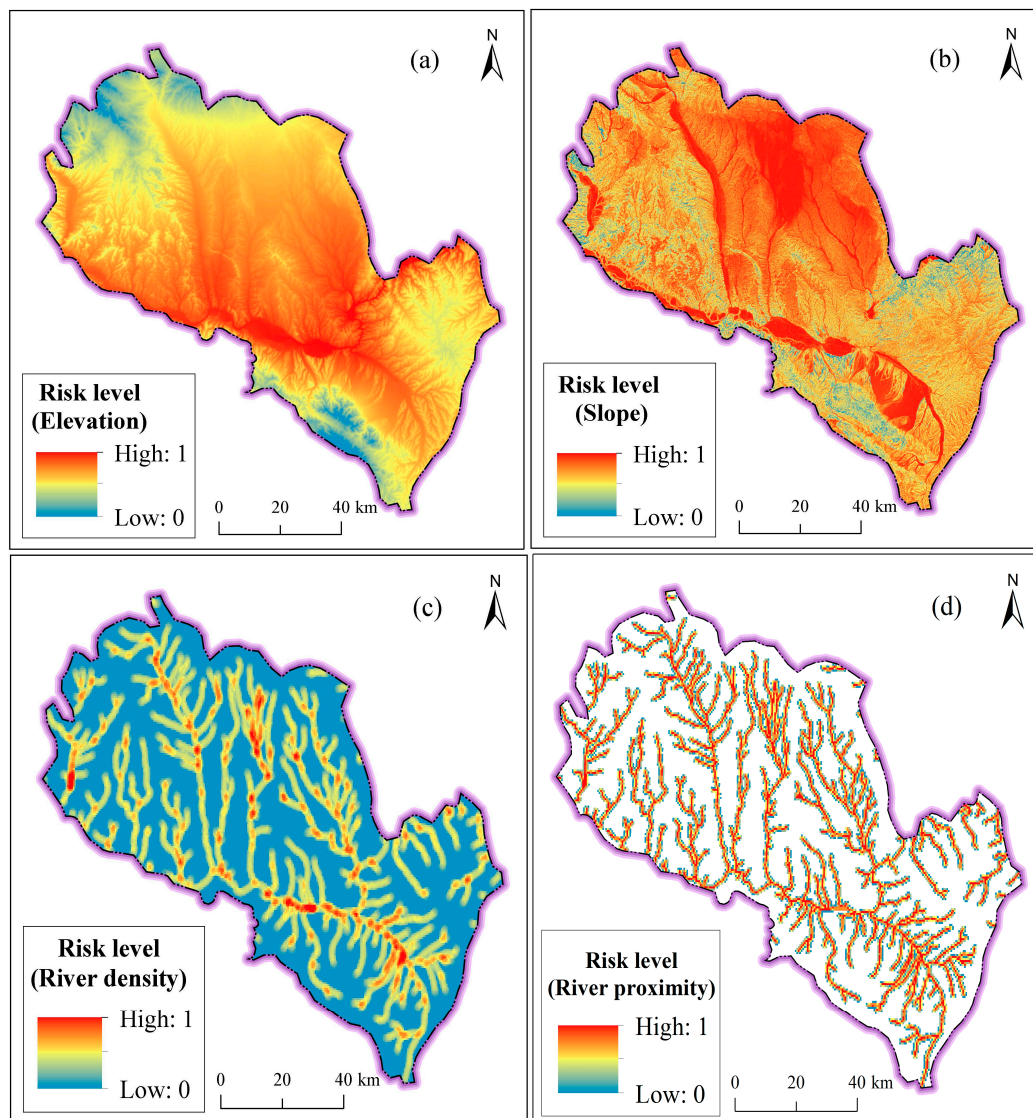 (a)
N
Risk level
(Elevation)
High: 1
Low: 0
0 20 40 km
(b)
N
Risk level
(Slope)
High: 1
Low: 0
0 20 40 km
(c)
N
Risk level
(River density)
High: 1
Low: 0
0 20 40 km
(d)
N
Risk level
(River proximity)
High: 1
Low: 0
0 20 40 km